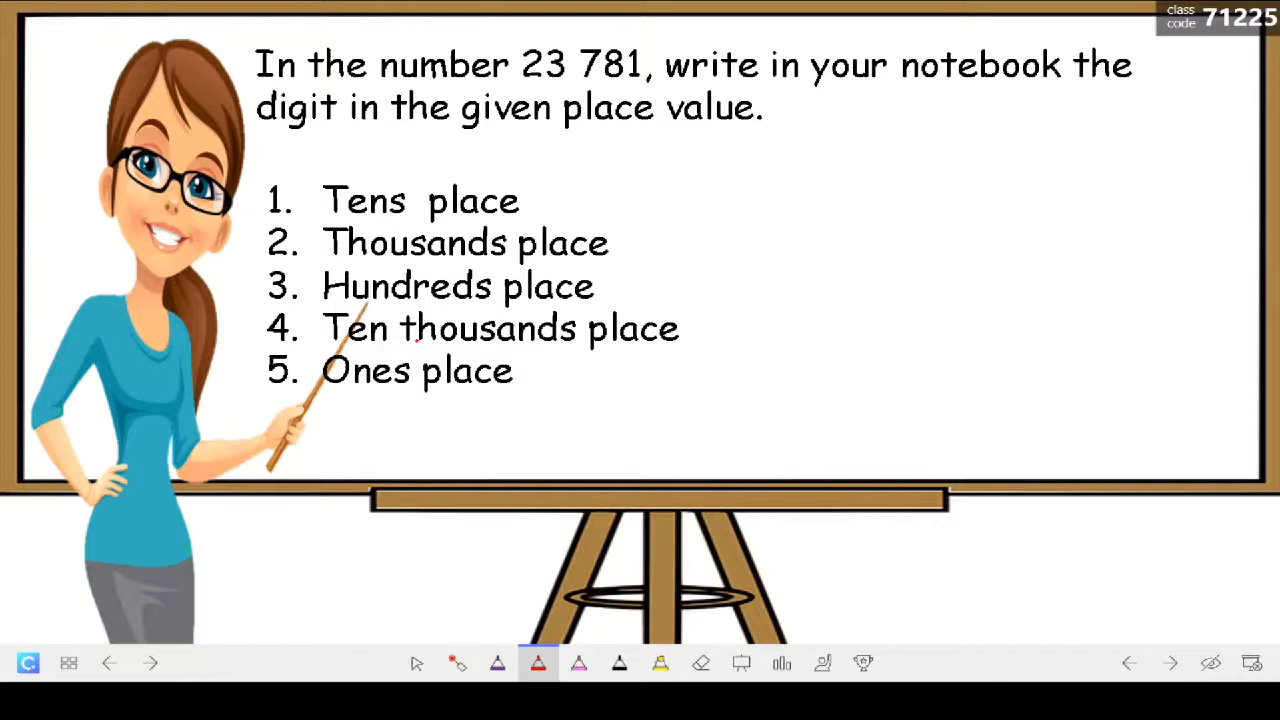 class
code 71225
In the number 23 781, write in your notebook the
digit in the given place value.
1. Tens place
2. Thousands place
3. Hundreds place
4. Ten thousands place
5. Ones place